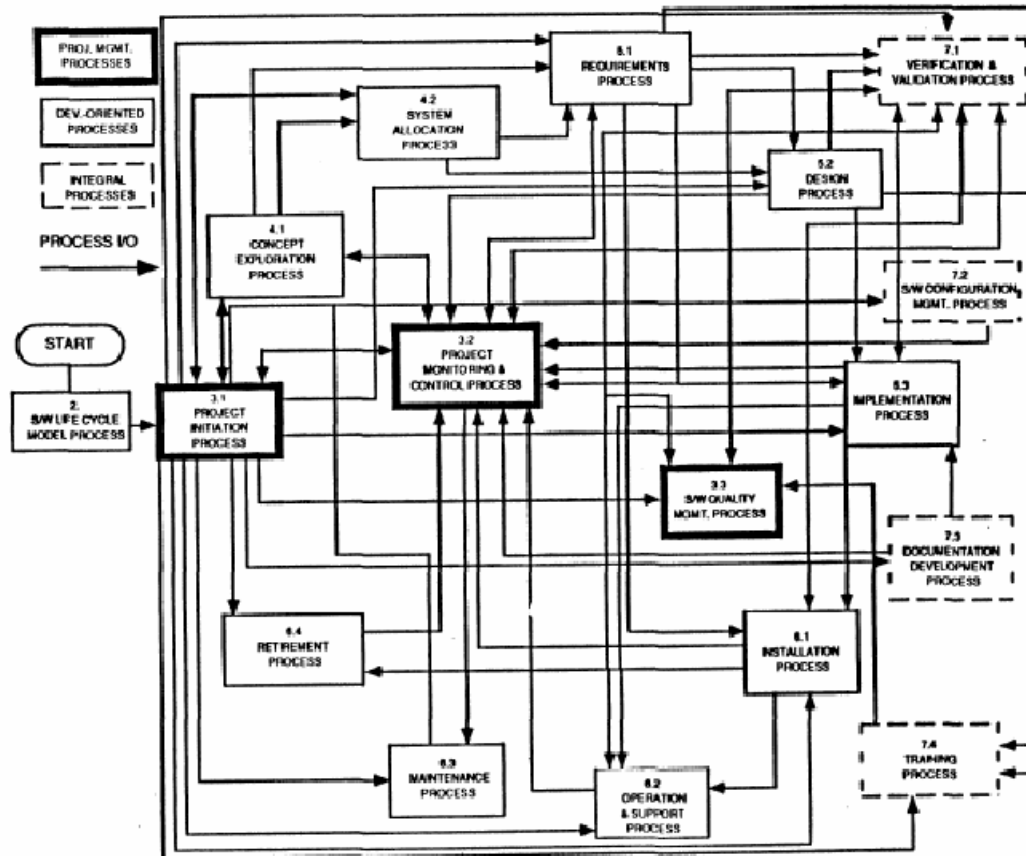 PROJ. MGMT.
PROCESSES
DEV.-ORIENTED
PROCESSES
INTEGRAL
PROCESSES
PROCESS I/O
START
2.
S/W LIFE CYCLE
MODEL PROCESS
3.1
PROJECT
INITIATION
PROCESS
4.1
CONCEPT
EXPLORATION
PROCESS
4.2
SYSTEM
ALLOCATION
PROCESS
5.1
REQUIREMENTS
PROCESS
7.1
VERIFICATION &
VALIDATION PROCESS
5.2
DESIGN
PROCESS
7.2
S/W CONFIGURATION
MGMT. PROCESS
3.2
PROJECT
MONITORING &
CONTROL PROCESS
5.3
IMPLEMENTATION
PROCESS
3.3
S/W QUALITY
MGMT. PROCESS
7.3
DOCUMENTATION
DEVELOPMENT
PROCESS
6.4
RETIREMENT
PROCESS
6.1
INSTALLATION
PROCESS
6.3
MAINTENANCE
PROCESS
6.2
OPERATION
& SUPPORT
PROCESS
7.4
TRAINING
PROCESS